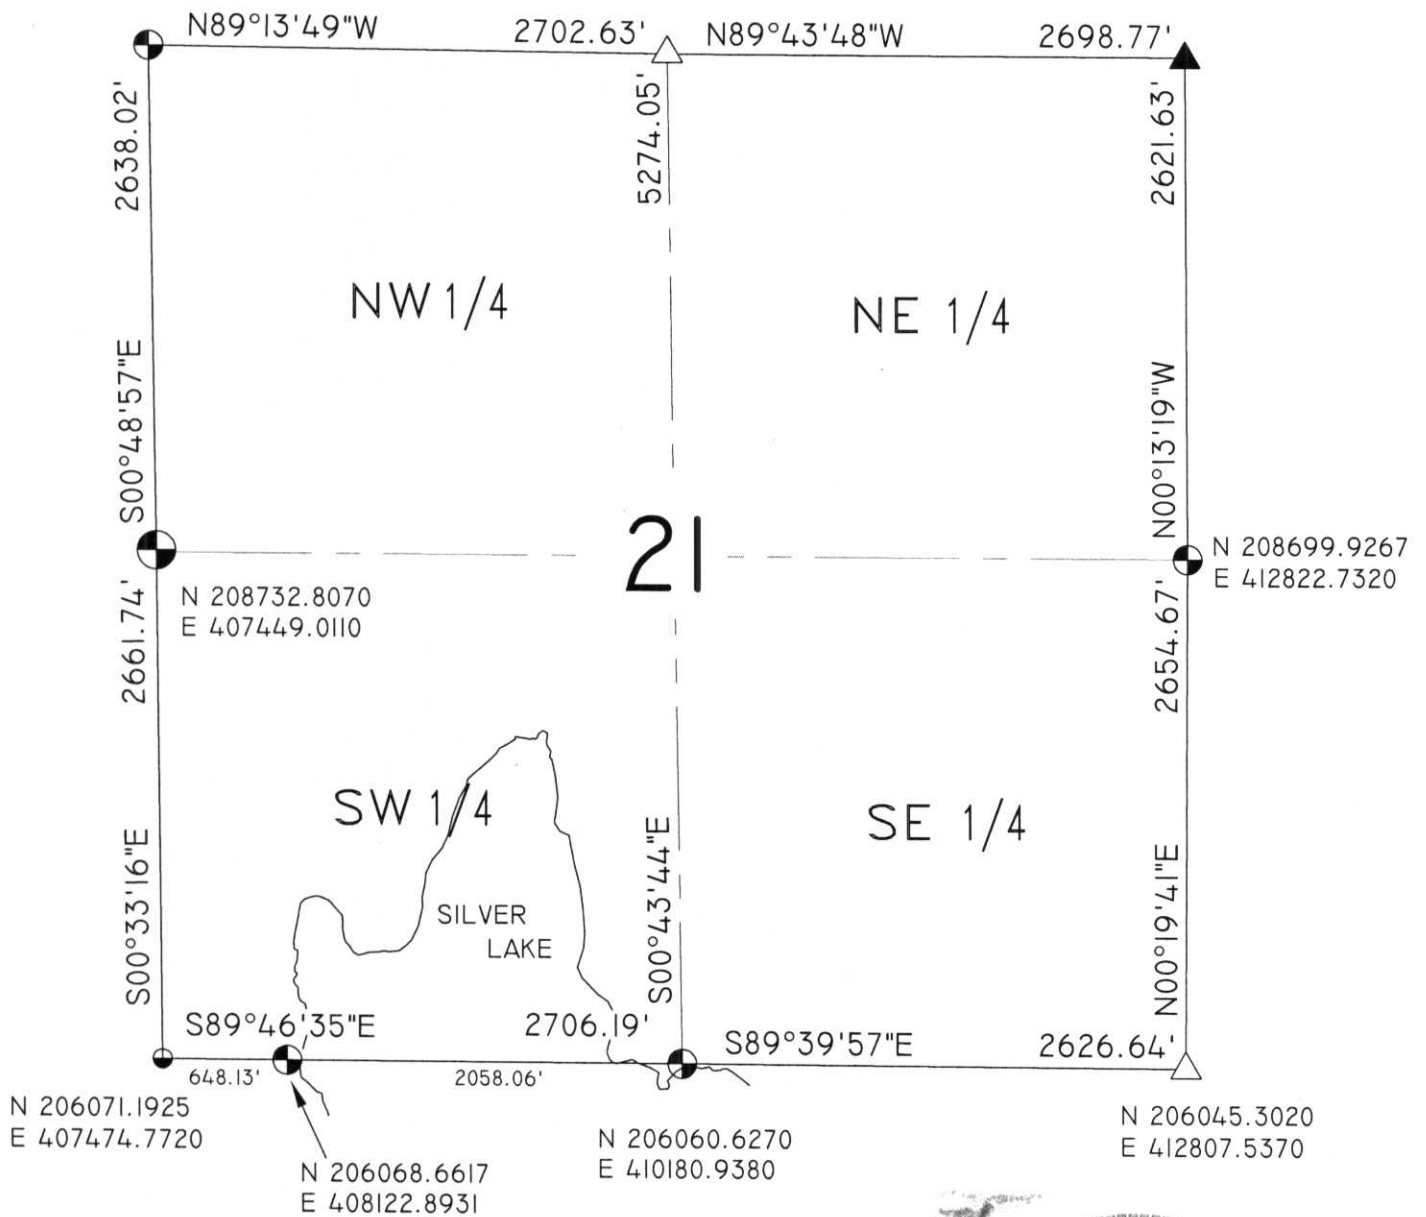 N89°13'49"W 2702.63' N89°43'48"W 2698.77'
2638.02'
5274.05'
2621.63'
NW 1/4
NE 1/4
S00°48'57"E
N00°13'19"W
21
N 208699.9267
E 412822.7320
N 208732.8070
E 407449.0110
2661.74'
2654.67'
SW 1/4
SE 1/4
S00°33'16"E
S00°43'44"E
N00°19'41"E
SILVER
LAKE
S89°46'35"E 2706.19' S89°39'57"E 2626.64'
648.13' 2058.06'
N 206071.1925
E 407474.7720
N 206068.6617
E 408122.8931
N 206060.6270
E 410180.9380
N 206045.3020
E 412807.5370